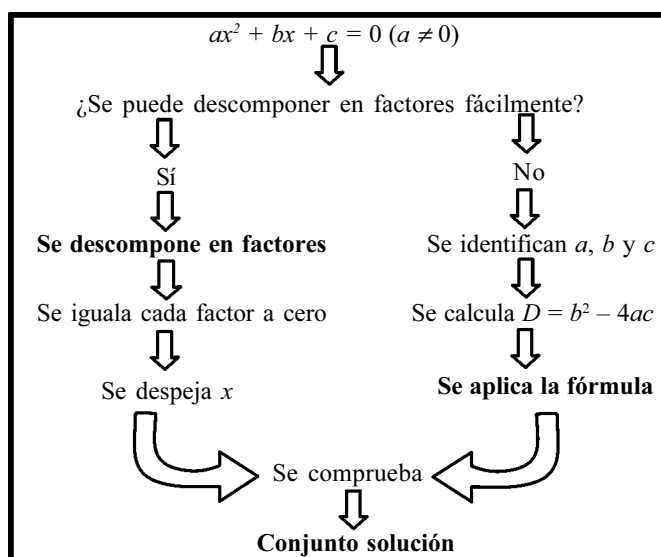 ax² + bx + c = 0 (a ≠ 0)
¿Se puede descomponer en factores fácilmente?
Sí
No
Se descompone en factores
Se identifican a, b y c
Se iguala cada factor a cero
Se calcula D = b² – 4ac
Se despeja x
Se aplica la fórmula
Se comprueba
Conjunto solución